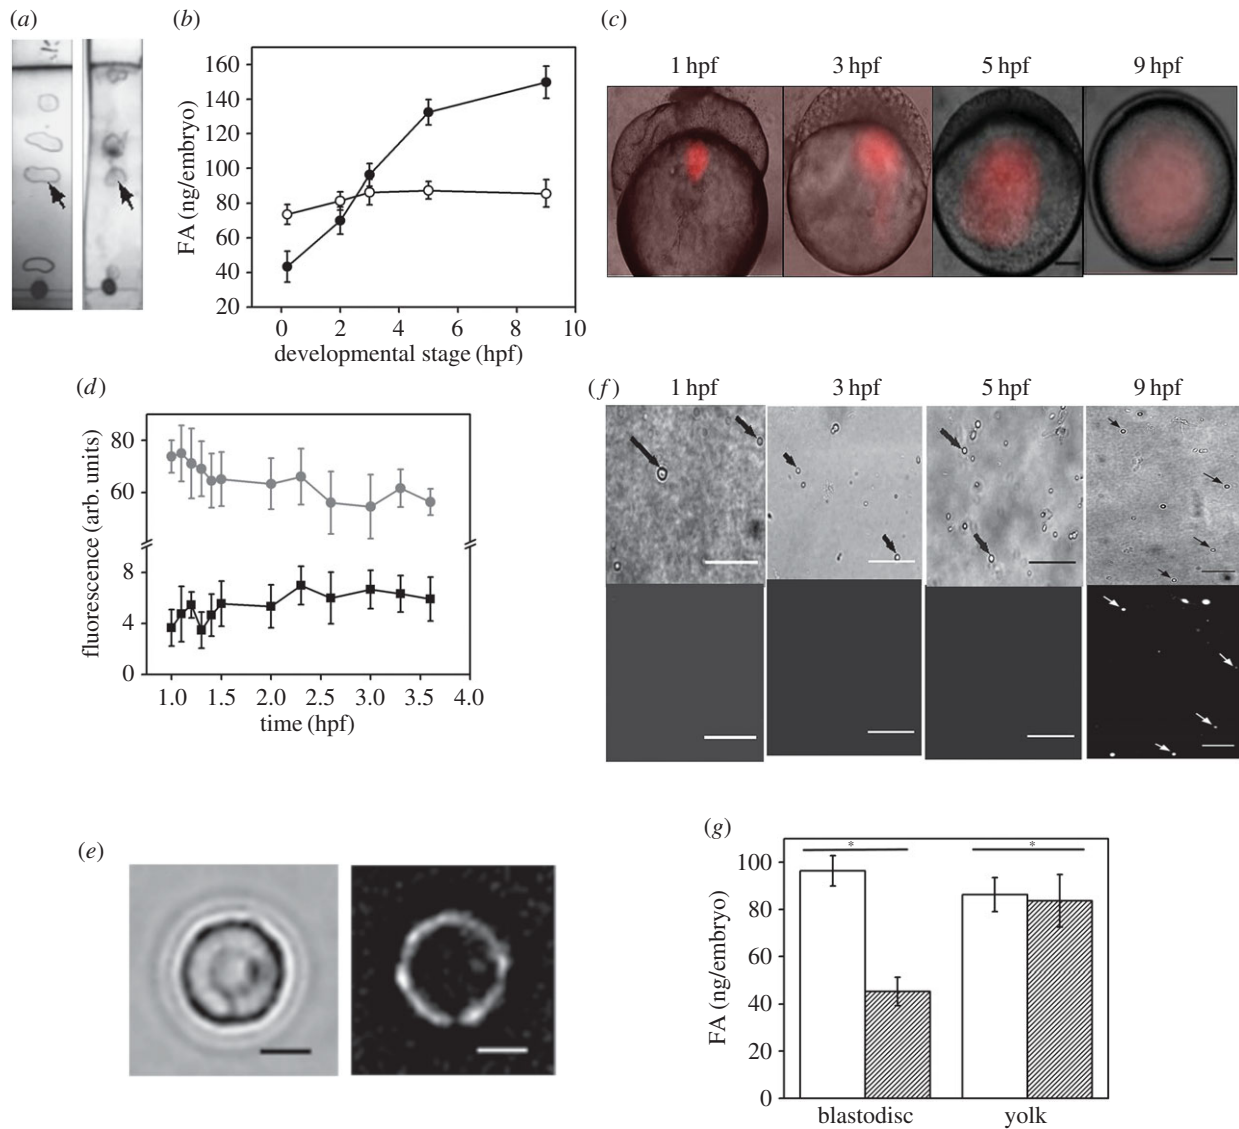 (a)
(b)
FA (ng/embryo)
160
140
120
100
80
60
40
20
0 2 4 6 8 10
developmental stage (hpf)
(c)
1 hpf 3 hpf 5 hpf 9 hpf
(d)
fluorescence (arb. units)
80
60
8
4
0
1.0 1.5 2.0 2.5 3.0 3.5 4.0
time (hpf)
(f) 1 hpf 3 hpf 5 hpf 9 hpf
(e)
(g)
FA (ng/embryo)
100
80
60
40
20
0
* *
blastodisc yolk